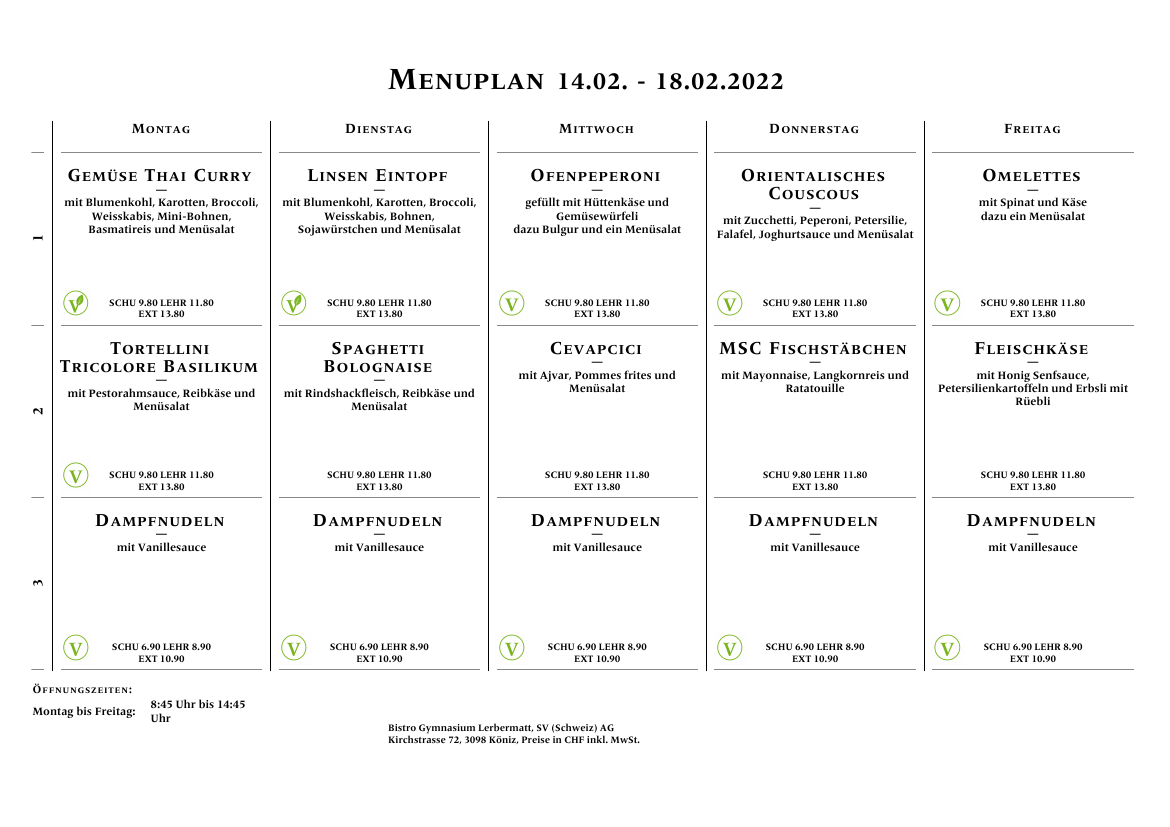 Menuplan 14.02. - 18.02.2022
Montag
Dienstag
Mittwoch
Donnerstag
Freitag
1
Gemüse Thai Curry
—
mit Blumenkohl, Karotten, Broccoli,
Weisskabis, Mini-Bohnen,
Basmatireis und Menüsalat
V
SCHU 9.80 LEHR 11.80
EXT 13.80
Linsen Eintopf
—
mit Blumenkohl, Karotten, Broccoli,
Weisskabis, Bohnen,
Sojawürstchen und Menüsalat
V
SCHU 9.80 LEHR 11.80
EXT 13.80
Ofenpeperoni
—
gefüllt mit Hüttenkäse und
Gemüsewürfeli
dazu Bulgur und ein Menüsalat
V
SCHU 9.80 LEHR 11.80
EXT 13.80
Orientalisches
Couscous
—
mit Zucchetti, Peperoni, Petersilie,
Falafel, Joghurtsauce und Menüsalat
V
SCHU 9.80 LEHR 11.80
EXT 13.80
Omelettes
—
mit Spinat und Käse
dazu ein Menüsalat
V
SCHU 9.80 LEHR 11.80
EXT 13.80
2
Tortellini
Tricolore Basilikum
—
mit Pestorahmsauce, Reibkäse und
Menüsalat
V
SCHU 9.80 LEHR 11.80
EXT 13.80
Spaghetti
Bolognaise
—
mit Rindshackfleisch, Reibkäse und
Menüsalat
SCHU 9.80 LEHR 11.80
EXT 13.80
Cevapcici
—
mit Ajvar, Pommes frites und
Menüsalat
SCHU 9.80 LEHR 11.80
EXT 13.80
MSC Fischstäbchen
—
mit Mayonnaise, Langkornreis und
Ratatouille
SCHU 9.80 LEHR 11.80
EXT 13.80
Fleischkäse
—
mit Honig Senfsauce,
Petersilienkartoffeln und Erbsli mit
Rüebli
SCHU 9.80 LEHR 11.80
EXT 13.80
3
Dampfnudeln
—
mit Vanillesauce
V
SCHU 6.90 LEHR 8.90
EXT 10.90
Dampfnudeln
—
mit Vanillesauce
V
SCHU 6.90 LEHR 8.90
EXT 10.90
Dampfnudeln
—
mit Vanillesauce
V
SCHU 6.90 LEHR 8.90
EXT 10.90
Dampfnudeln
—
mit Vanillesauce
V
SCHU 6.90 LEHR 8.90
EXT 10.90
Dampfnudeln
—
mit Vanillesauce
V
SCHU 6.90 LEHR 8.90
EXT 10.90
Öffnungszeiten:
Montag bis Freitag: 8:45 Uhr bis 14:45
Uhr
Bistro Gymnasium Lerbermatt, SV (Schweiz) AG
Kirchstrasse 72, 3098 Köniz, Preise in CHF inkl. MwSt.